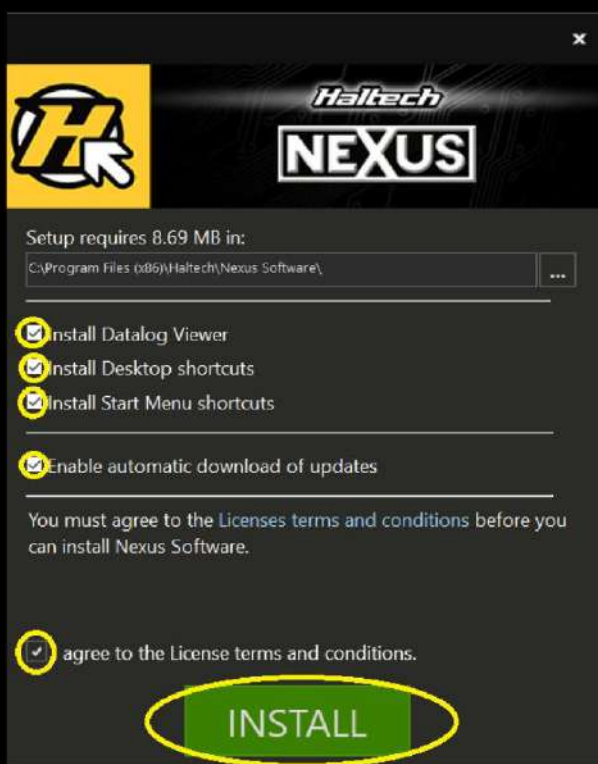 Haltech
NEXUS
Setup requires 8.69 MB in:
C:\Program Files (x86)\Haltech\Nexus Software\
...
Install Datalog Viewer
Install Desktop shortcuts
Install Start Menu shortcuts
Enable automatic download of updates
You must agree to the Licenses terms and conditions before you
can install Nexus Software.
agree to the License terms and conditions.
INSTALL